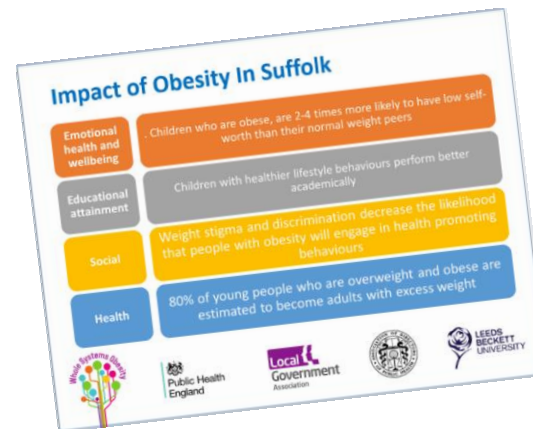 Impact of Obesity In Suffolk
Emotional
health and
wellbeing
. Children who are obese, are 2-4 times more likely to have low self-
worth than their normal weight peers
Educational
attainment
Children with healthier lifestyle behaviours perform better
academically
Social
Weight stigma and discrimination decrease the likelihood
that people with obesity will engage in health promoting
behaviours
Health
80% of young people who are overweight and obese are
estimated to become adults with excess weight
Whole Systems Obesity
Public Health
England
Local
Government
Association
LEEDS
BECKETT
UNIVERSITY